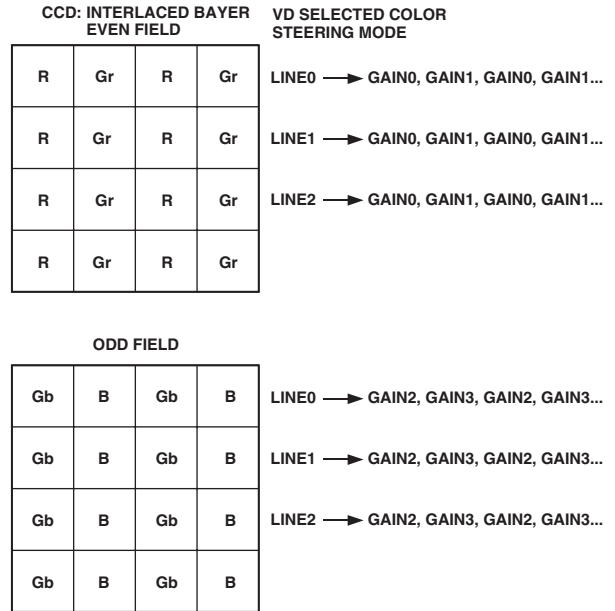 CCD: INTERLACED BAYER
EVEN FIELD
VD SELECTED COLOR
STEERING MODE
R Gr R Gr LINE0 → GAIN0, GAIN1, GAIN0, GAIN1...
R Gr R Gr LINE1 → GAIN0, GAIN1, GAIN0, GAIN1...
R Gr R Gr LINE2 → GAIN0, GAIN1, GAIN0, GAIN1...
R Gr R Gr
ODD FIELD
Gb B Gb B LINE0 → GAIN2, GAIN3, GAIN2, GAIN3...
Gb B Gb B LINE1 → GAIN2, GAIN3, GAIN2, GAIN3...
Gb B Gb B LINE2 → GAIN2, GAIN3, GAIN2, GAIN3...
Gb B Gb B